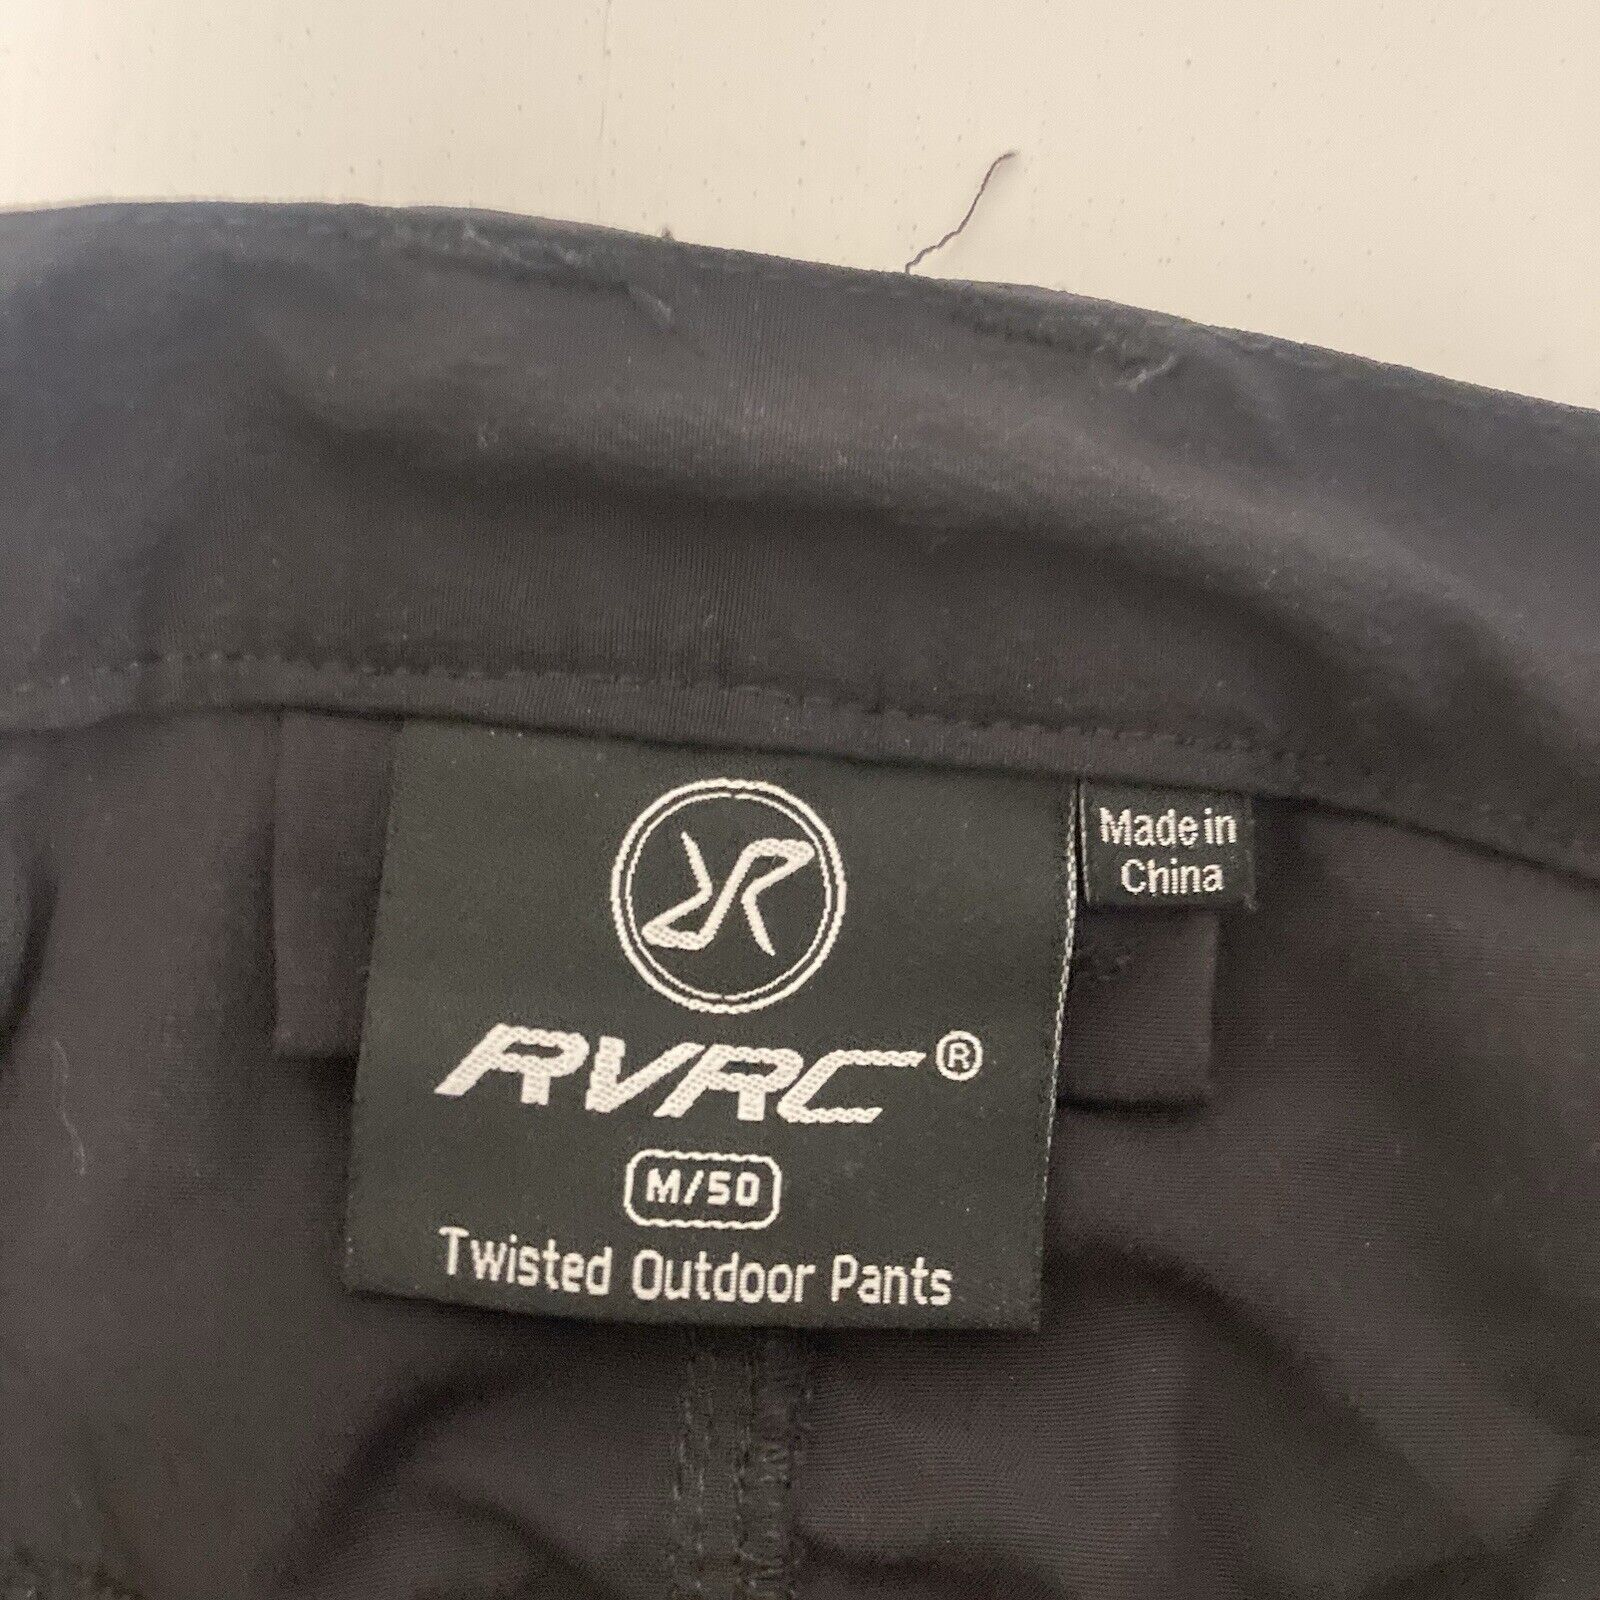 RVRC®
M/50
Twisted Outdoor Pants
Made in
China